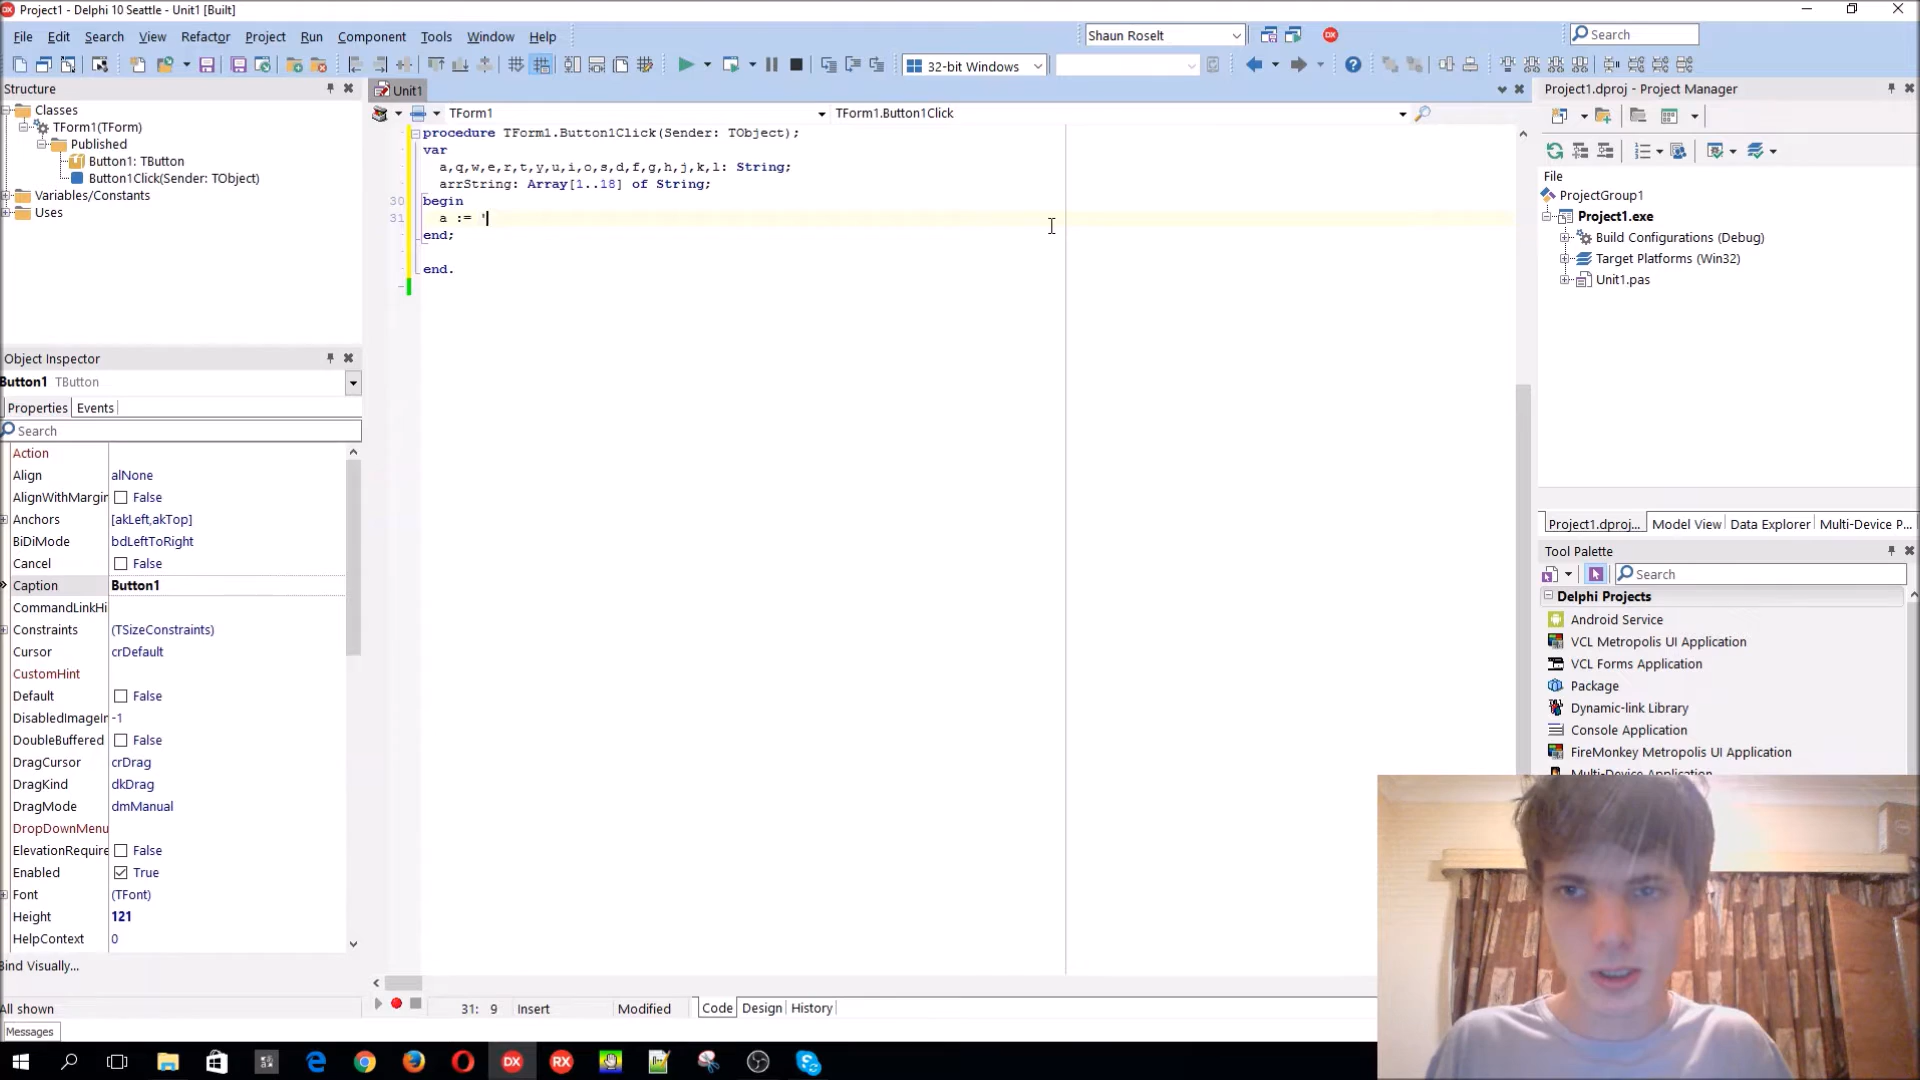 Project1 - Delphi 10 Seattle - Unit1 [Built]
File Edit Search View Refactor Project Run Component Tools Window Help
Shaun Roselt
Search
32-bit Windows
Structure
Classes
TForm1(TForm)
Published
Button1: TButton
Button1Click(Sender: TObject)
Variables/Constants
Uses
Unit1
TForm1
TForm1.Button1Click
procedure TForm1.Button1Click(Sender: TObject);
var
a,q,w,e,r,t,y,u,i,o,s,d,f,g,h,j,k,l: String;
arrString: Array[1..18] of String;
30 begin
31 a := '
end;
end.
Object Inspector
Button1 TButton
Properties Events
Search
Action
Align alNone
AlignWithMargin False
Anchors [akLeft,akTop]
BiDiMode bdLeftToRight
Cancel False
Caption Button1
CommandLinkHi
Constraints (TSizeConstraints)
Cursor crDefault
CustomHint
Default False
DisabledImageIr -1
DoubleBuffered False
DragCursor crDrag
DragKind dkDrag
DragMode dmManual
DropDownMenu
ElevationRequire False
Enabled True
Font (TFont)
Height 121
HelpContext 0
Bind Visually...
All shown
Messages
31: 9 Insert Modified Code Design History
Project1.dproj - Project Manager
File
ProjectGroup1
Project1.exe
Build Configurations (Debug)
Target Platforms (Win32)
Unit1.pas
Project1.dproj... Model View Data Explorer Multi-Device P...
Tool Palette
Search
Delphi Projects
Android Service
VCL Metropolis UI Application
VCL Forms Application
Package
Dynamic-link Library
Console Application
FireMonkey Metropolis UI Application
Multi-Device Application
DX RX